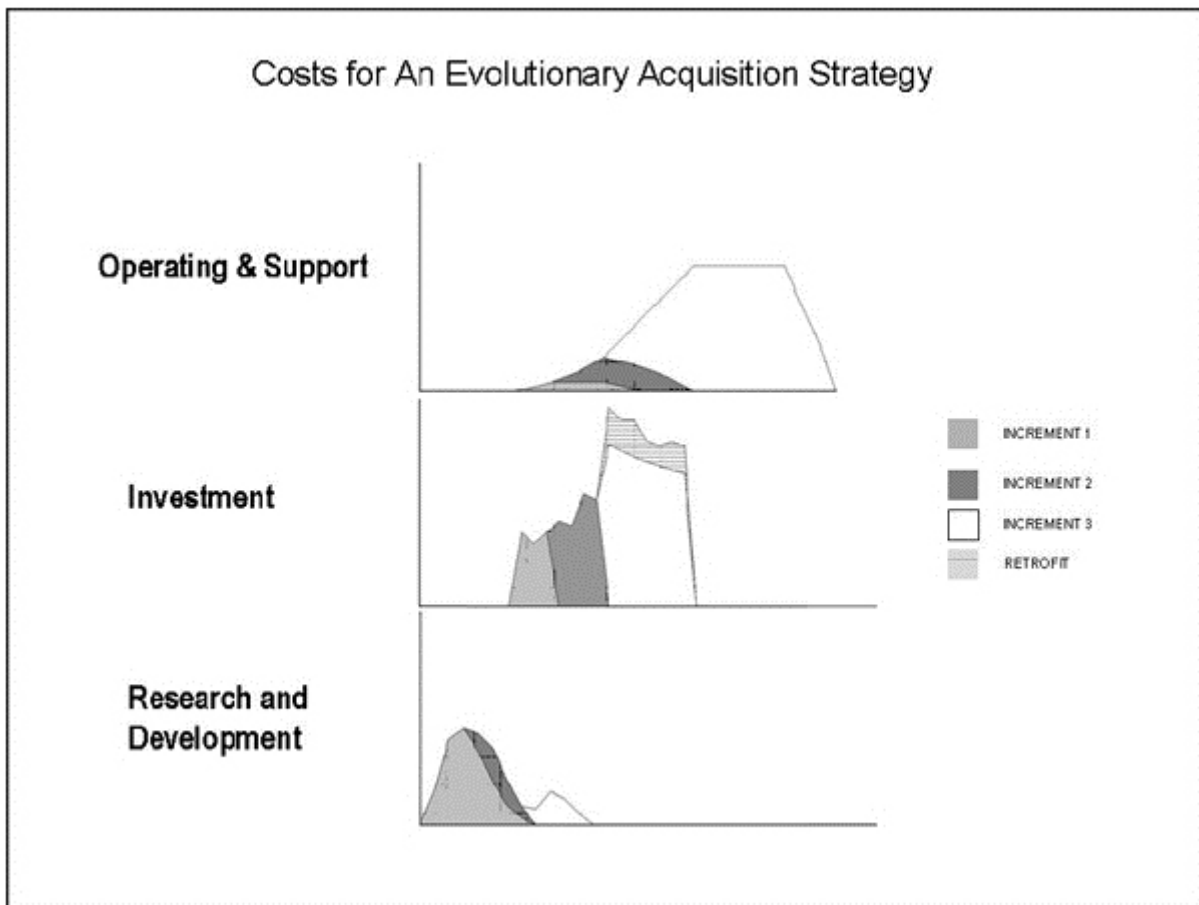 Costs for An Evolutionary Acquisition Strategy
Operating & Support
Investment
INCREMENT 1
INCREMENT 2
INCREMENT 3
RETROFIT
Research and
Development